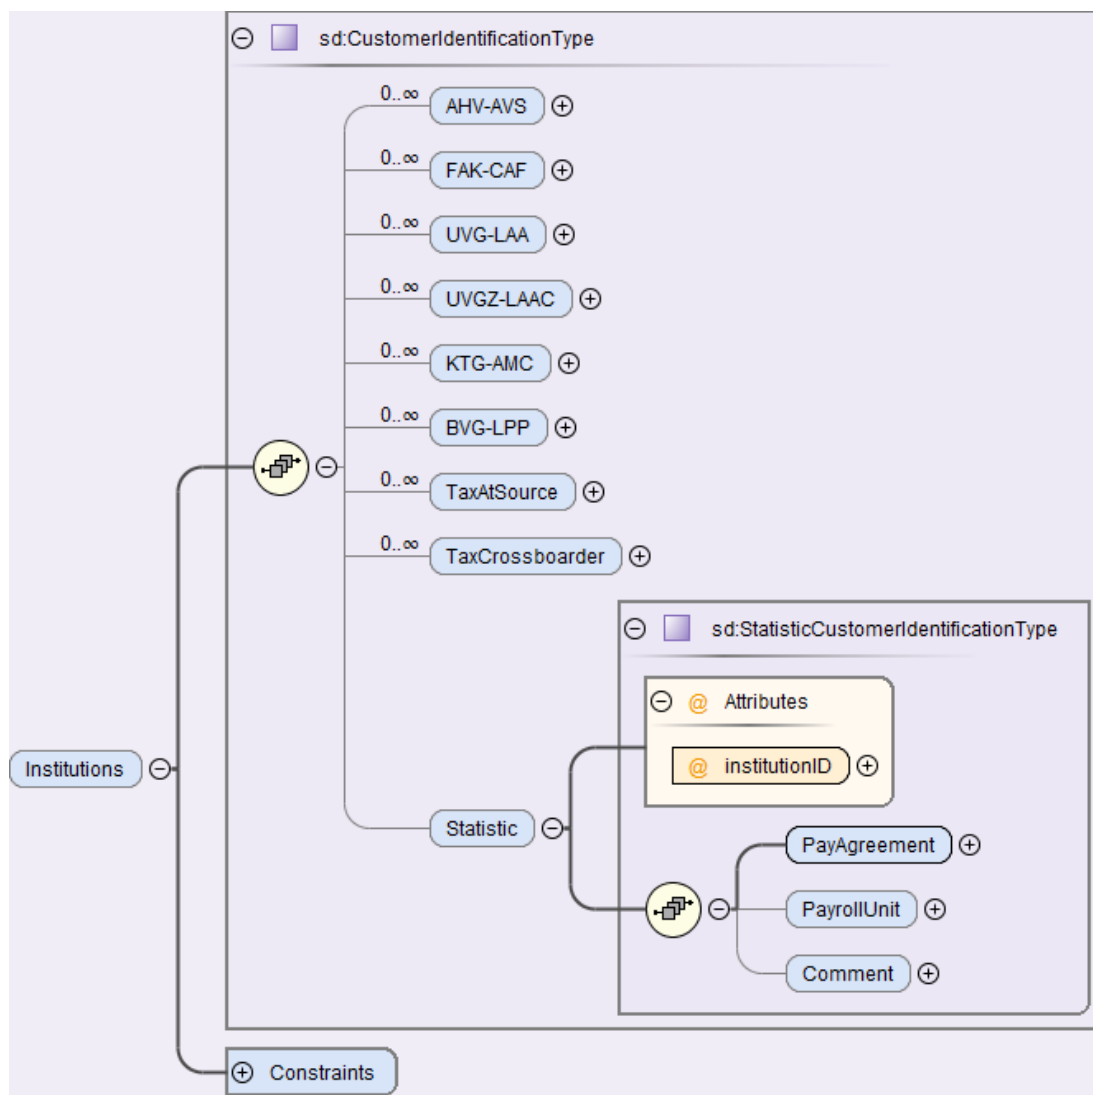 sd:CustomerIdentificationType
0..∞ AHV-AVS
0..∞ FAK-CAF
0..∞ UVG-LAA
0..∞ UVGZ-LAAC
0..∞ KTG-AMC
0..∞ BVG-LPP
0..∞ TaxAtSource
0..∞ TaxCrossboarder
sd:StatisticCustomerIdentificationType
@ Attributes
@ institutionID
Institutions
Statistic
PayAgreement
PayrollUnit
Comment
Constraints